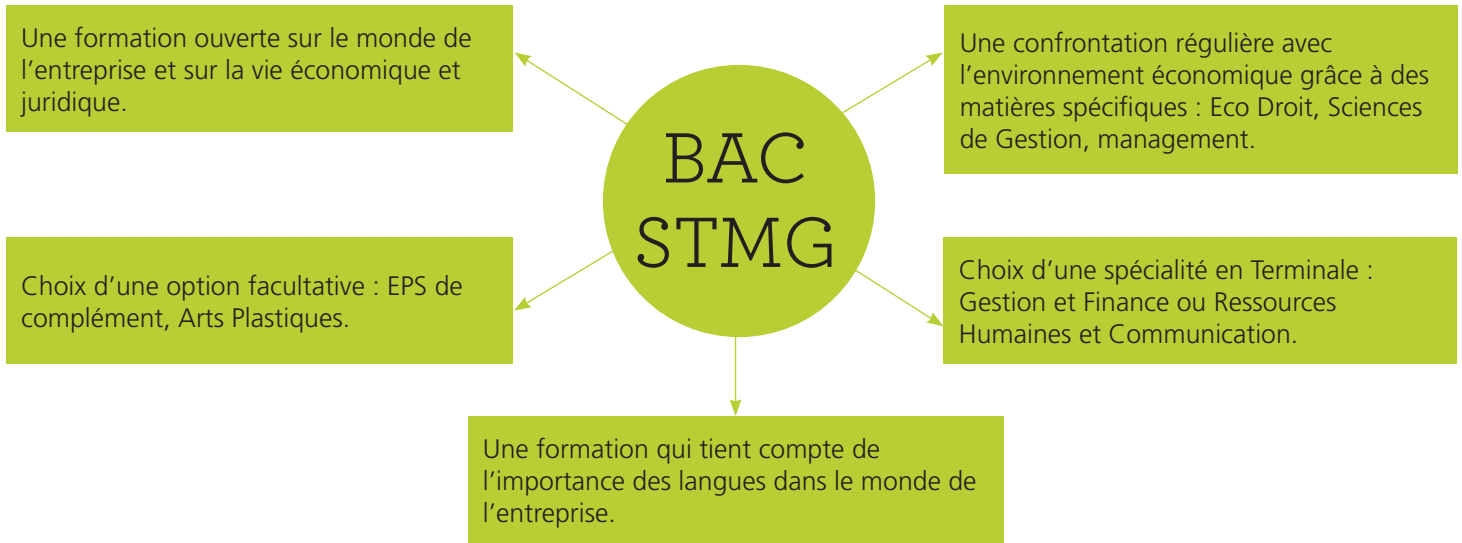 Une formation ouverte sur le monde de
l'entreprise et sur la vie économique et
juridique.
Une confrontation régulière avec
l'environnement économique grâce à des
matières spécifiques : Eco Droit, Sciences
de Gestion, management.
BAC
STMG
Choix d'une option facultative : EPS de
complément, Arts Plastiques.
Choix d'une spécialité en Terminale :
Gestion et Finance ou Ressources
Humaines et Communication.
Une formation qui tient compte de
l'importance des langues dans le monde de
l'entreprise.